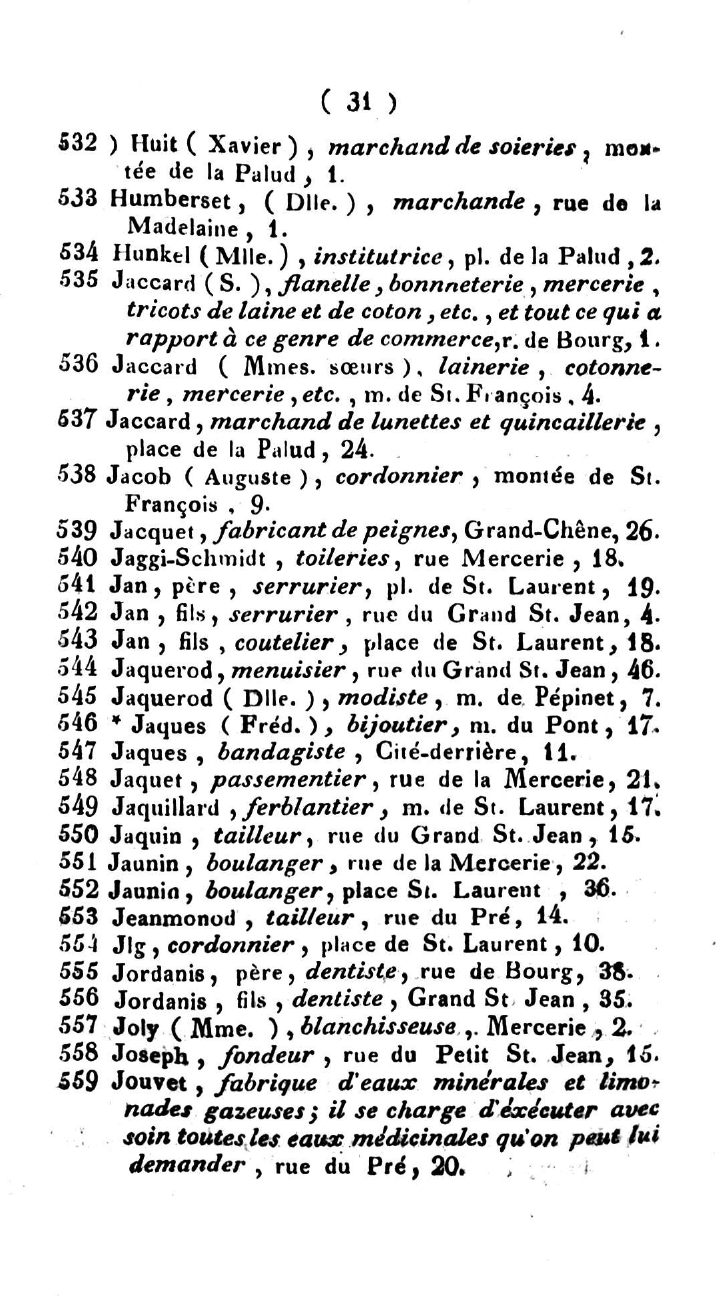 ( 31 )
532 ) Huit ( Xavier ) , marchand de soieries , mon-
tée de la Palud , 1.
533 Humberset , ( Dlle. ) , marchande , rue de la
Madelaine , 1.
534 Hunkel ( Mlle. ) , institutrice , pl. de la Palud , 2.
535 Jaccard ( S. ) , flanelle , bonnneterie , mercerie ,
tricots de laine et de coton , etc. , et tout ce qui a
rapport à ce genre de commerce,r. de Bourg, 1.
536 Jaccard ( Mmes. sœurs ) , lainerie , cotonne-
rie , mercerie , etc. , m. de St. François , 4.
537 Jaccard , marchand de lunettes et quincaillerie ,
place de la Palud , 24.
538 Jacob ( Auguste ) , cordonnier , montée de St.
François , 9.
539 Jacquet , fabricant de peignes, Grand-Chêne, 26.
540 Jaggi-Schmidt , toileries, rue Mercerie , 18.
541 Jan , père , serrurier, pl. de St. Laurent , 19.
542 Jan , fils, serrurier , rue du Grand St. Jean, 4.
543 Jan , fils , coutelier , place de St. Laurent, 18.
544 Jaquerod , menuisier , rue du Grand St. Jean , 46.
545 Jaquerod ( Dlle. ) , modiste , m. de Pépinet , 7.
546 * Jaques ( Fréd. ) , bijoutier , m. du Pont , 17.
547 Jaques , bandagiste , Cité-derrière, 11.
548 Jaquet , passementier , rue de la Mercerie, 21.
549 Jaquillard , ferblantier , m. de St. Laurent , 17.
550 Jaquin , tailleur, rue du Grand St. Jean , 15.
551 Jaunin , boulanger , rue de la Mercerie , 22.
552 Jaunin , boulanger, place St. Laurent , 36.
553 Jeanmonod , tailleur , rue du Pré, 14.
554 Jlg , cordonnier , place de St. Laurent , 10.
555 Jordanis, père , dentiste, rue de Bourg, 38.
556 Jordanis , fils , dentiste , Grand St. Jean , 35.
557 Joly ( Mme. ) , blanchisseuse , Mercerie , 2.
558 Joseph , fondeur , rue du Petit St. Jean, 15.
559 Jouvet , fabrique d'eaux minérales et limo-
nades gazeuses ; il se charge d'éxécuter avec
soin toutes les eaux médicinales qu'on peut lui
demander , rue du Pré, 20.